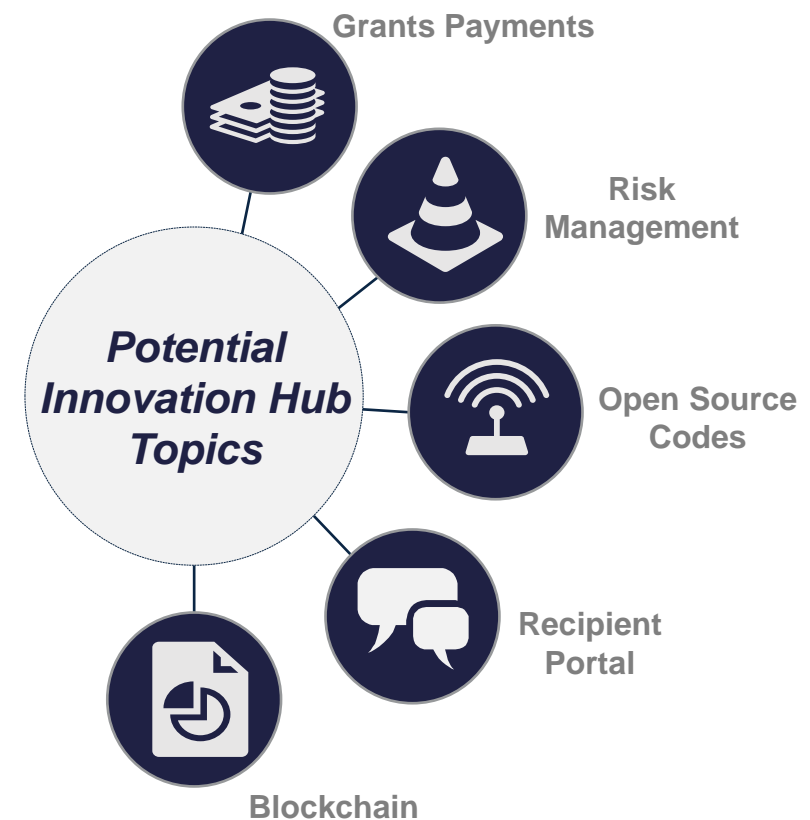 Grants Payments
Risk
Management
Potential
Innovation Hub
Topics
Open Source
Codes
Recipient
Portal
Blockchain